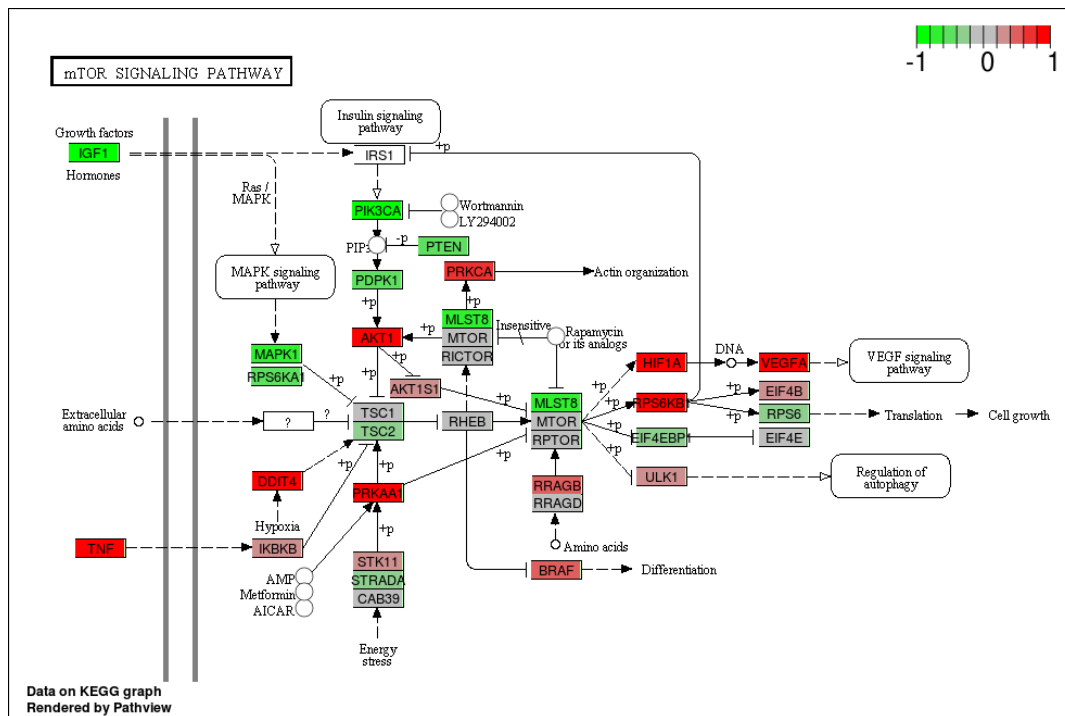 -1 0 1
mTOR SIGNALING PATHWAY
Insulin signaling
pathway
Growth factors
IGF1
Hormones
IRS1
+p
Ras /
MAPK
PIK3CA
Wortmannin
LY294002
PIP3
-p
PTEN
MAPK signaling
pathway
PDPK1
+p
PRKCA
Actin organization
+p
MLST8
MTOR
RICTOR
AKT1
+p
Insensitive
Rapamycin
or its analogs
DNA
HIF1A
VEGFA
VEGF signaling
pathway
MAPK1
RPS6KA1
+p
+p
+p
AKT1S1
+p
+p
+p
RPS6KB1
+p
EIF4B
+p
RPS6
Translation
Cell growth
Extracellular
amino acids
?
?
TSC1
TSC2
RHEB
MLST8
MTOR
RPTOR
+p
EIF4EBP1
EIF4E
+p
ULK1
Regulation of
autophagy
DDIT4
+p
+p
PRKAA1
+p
RRAGB
RRAGD
Hypoxia
TNF
IKBKB
+p
Amino acids
AMP
Metformin
AICAR
STK11
STRADA
CAB39
BRAF
Differentiation
Energy
stress
Data on KEGG graph
Rendered by Pathview